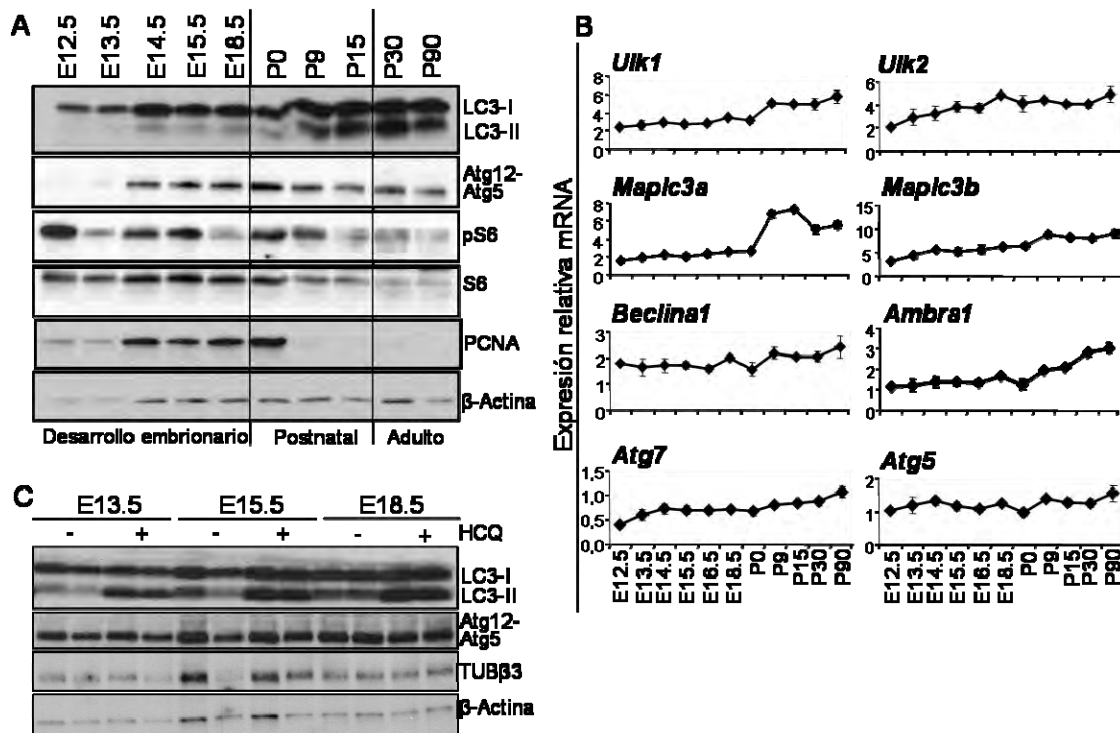 A
E12.5 E13.5 E14.5 E15.5 E18.5 P0 P9 P15 P30 P90
LC3-I
LC3-II
Atg12-
Atg5
pS6
S6
PCNA
β-Actina
Desarrollo embrionario Postnatal Adulto
B
Expresión relativa mRNA
Ulk1
8
6
4
2
0
Ulk2
6
4
2
0
Maplc3a
8
6
4
2
0
Maplc3b
15
10
5
0
Beclina1
3
2
1
0
Ambra1
4
3
2
1
0
Atg7
1,5
1,0
0,5
0,0
Atg5
2
1
0
E12.5 E13.5 E14.5 E15.5 E16.5 E18.5 P0 P9 P15 P30 P90
E12.5 E13.5 E14.5 E15.5 E16.5 E18.5 P0 P9 P15 P30 P90
C
E13.5 E15.5 E18.5
- + - + - + HCQ
LC3-I
LC3-II
Atg12-
Atg5
TUBβ3
β-Actina